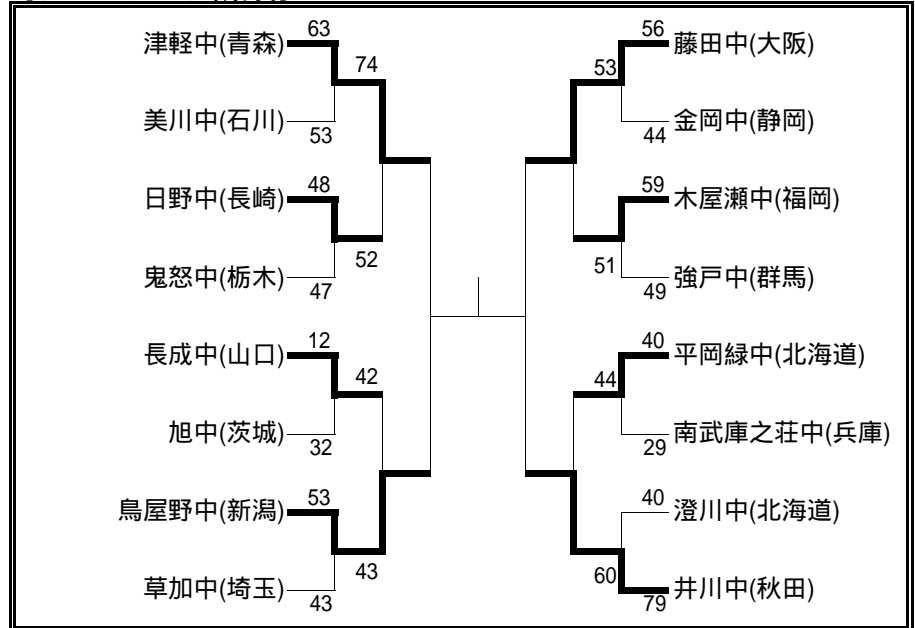 63
津軽中(青森)
74
美川中(石川)
53
48
日野中(長崎)
52
鬼怒中(栃木)
47
12
長成中(山口)
42
旭中(茨城)
32
53
鳥屋野中(新潟)
43
草加中(埼玉)
43
56
藤田中(大阪)
53
金岡中(静岡)
44
59
木屋瀬中(福岡)
51
強戸中(群馬)
49
40
平岡緑中(北海道)
44
南武庫之荘中(兵庫)
29
40
澄川中(北海道)
60
井川中(秋田)
79